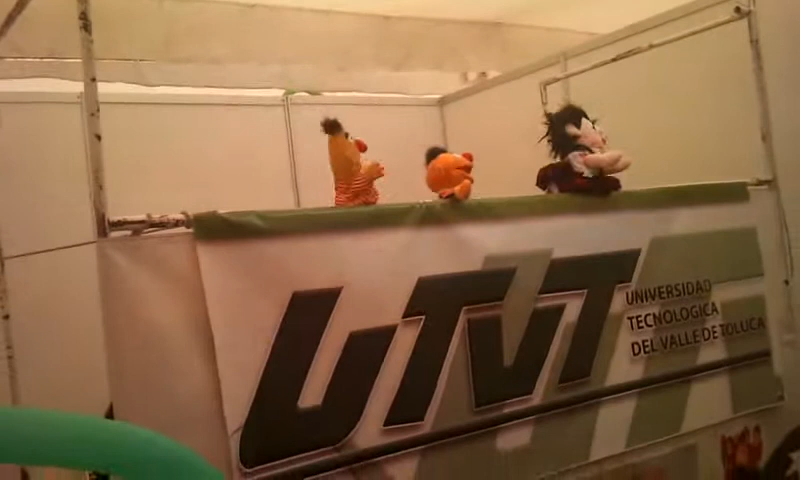 UTVT
UNIVERSIDAD
TECNOLOGICA
DEL VALLE DE TOLUCA